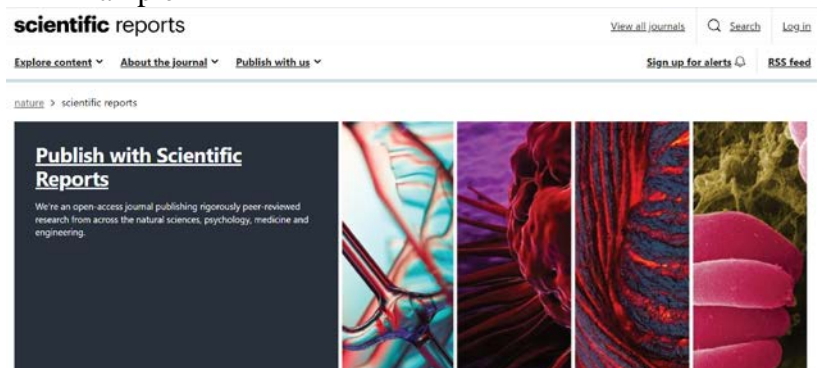 scientific reports
View all journals
Search
Log in
Explore content
About the journal
Publish with us
Sign up for alerts
RSS feed
nature > scientific reports
Publish with Scientific
Reports
We're an open-access journal publishing rigorously peer-reviewed
research from across the natural sciences, psychology, medicine and
engineering.